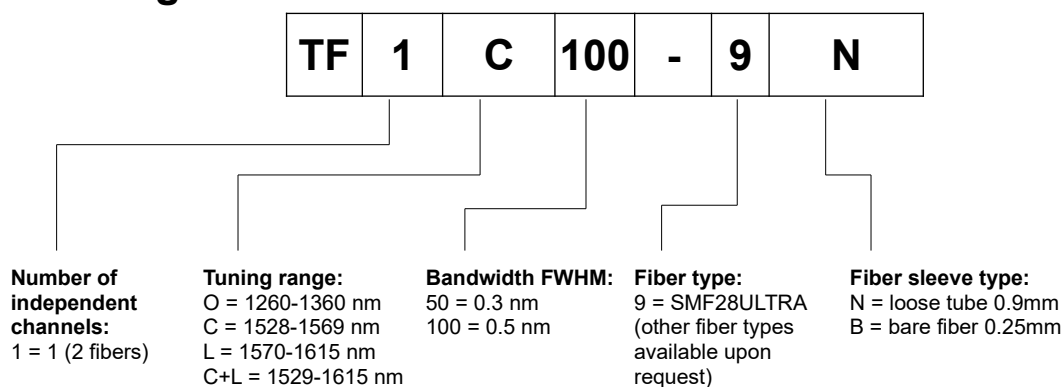 TF 1 C 100 - 9 N
Number of
independent
channels:
1 = 1 (2 fibers)
Tuning range:
O = 1260-1360 nm
C = 1528-1569 nm
L = 1570-1615 nm
C+L = 1529-1615 nm
Bandwidth FWHM:
50 = 0.3 nm
100 = 0.5 nm
Fiber type:
9 = SMF28ULTRA
(other fiber types
available upon
request)
Fiber sleeve type:
N = loose tube 0.9mm
B = bare fiber 0.25mm